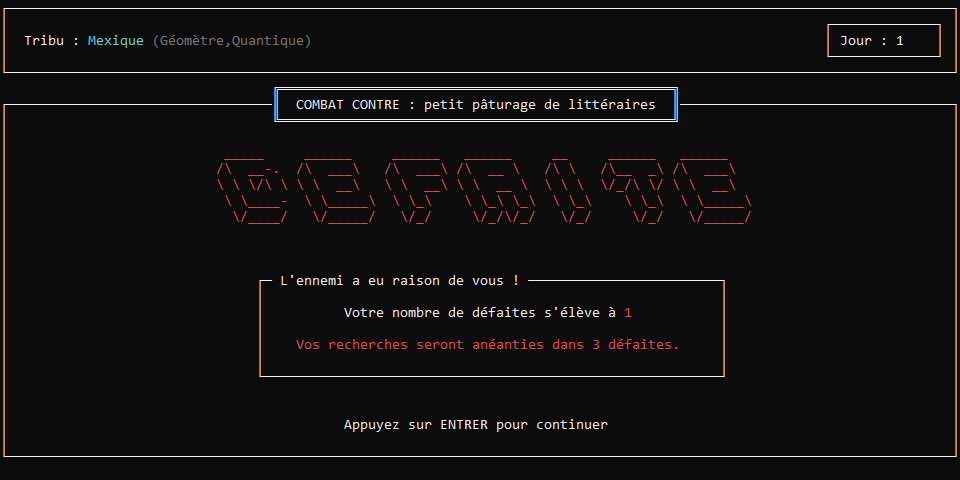 Tribu : Mexique (Géomètre,Quantique)
Jour : 1
COMBAT CONTRE : petit pâturage de littéraires
DEFAITE
L'ennemi a eu raison de vous !
Votre nombre de défaites s'élève à 1
Vos recherches seront anéanties dans 3 défaites.
Appuyez sur ENTRER pour continuer